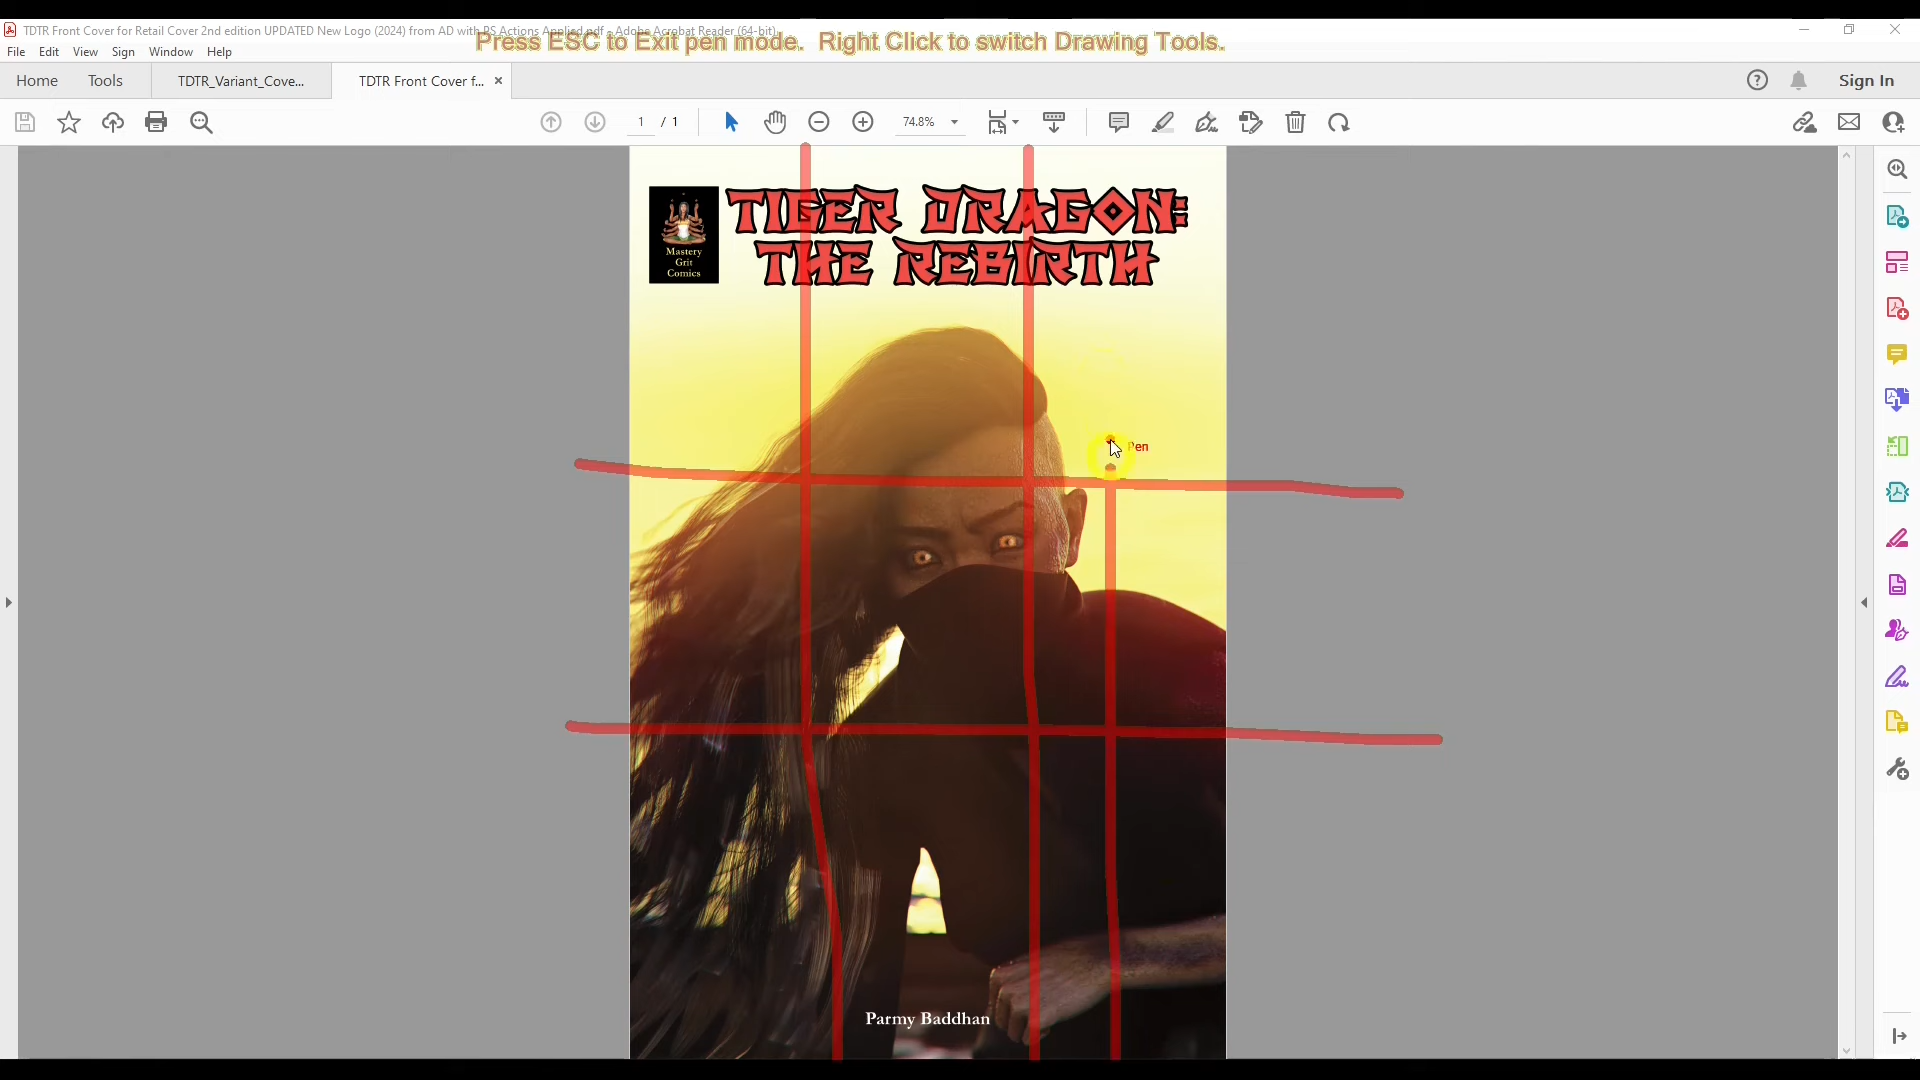 TDTR Front Cover for Retail Cover 2nd edition UPDATED New Logo (2024) from AD with PS Actions Applied.pdf - Adobe Acrobat Reader (64-bit)
Press ESC to Exit pen mode.  Right Click to switch Drawing Tools.
File Edit View Sign Window Help
Home Tools TDTR_Variant_Cove... TDTR Front Cover f... × Sign In
1 / 1 74.8%
TIGER DRAGON:
THE REBIRTH
Mastery
Grit
Comics
Pen
Parmy Baddhan